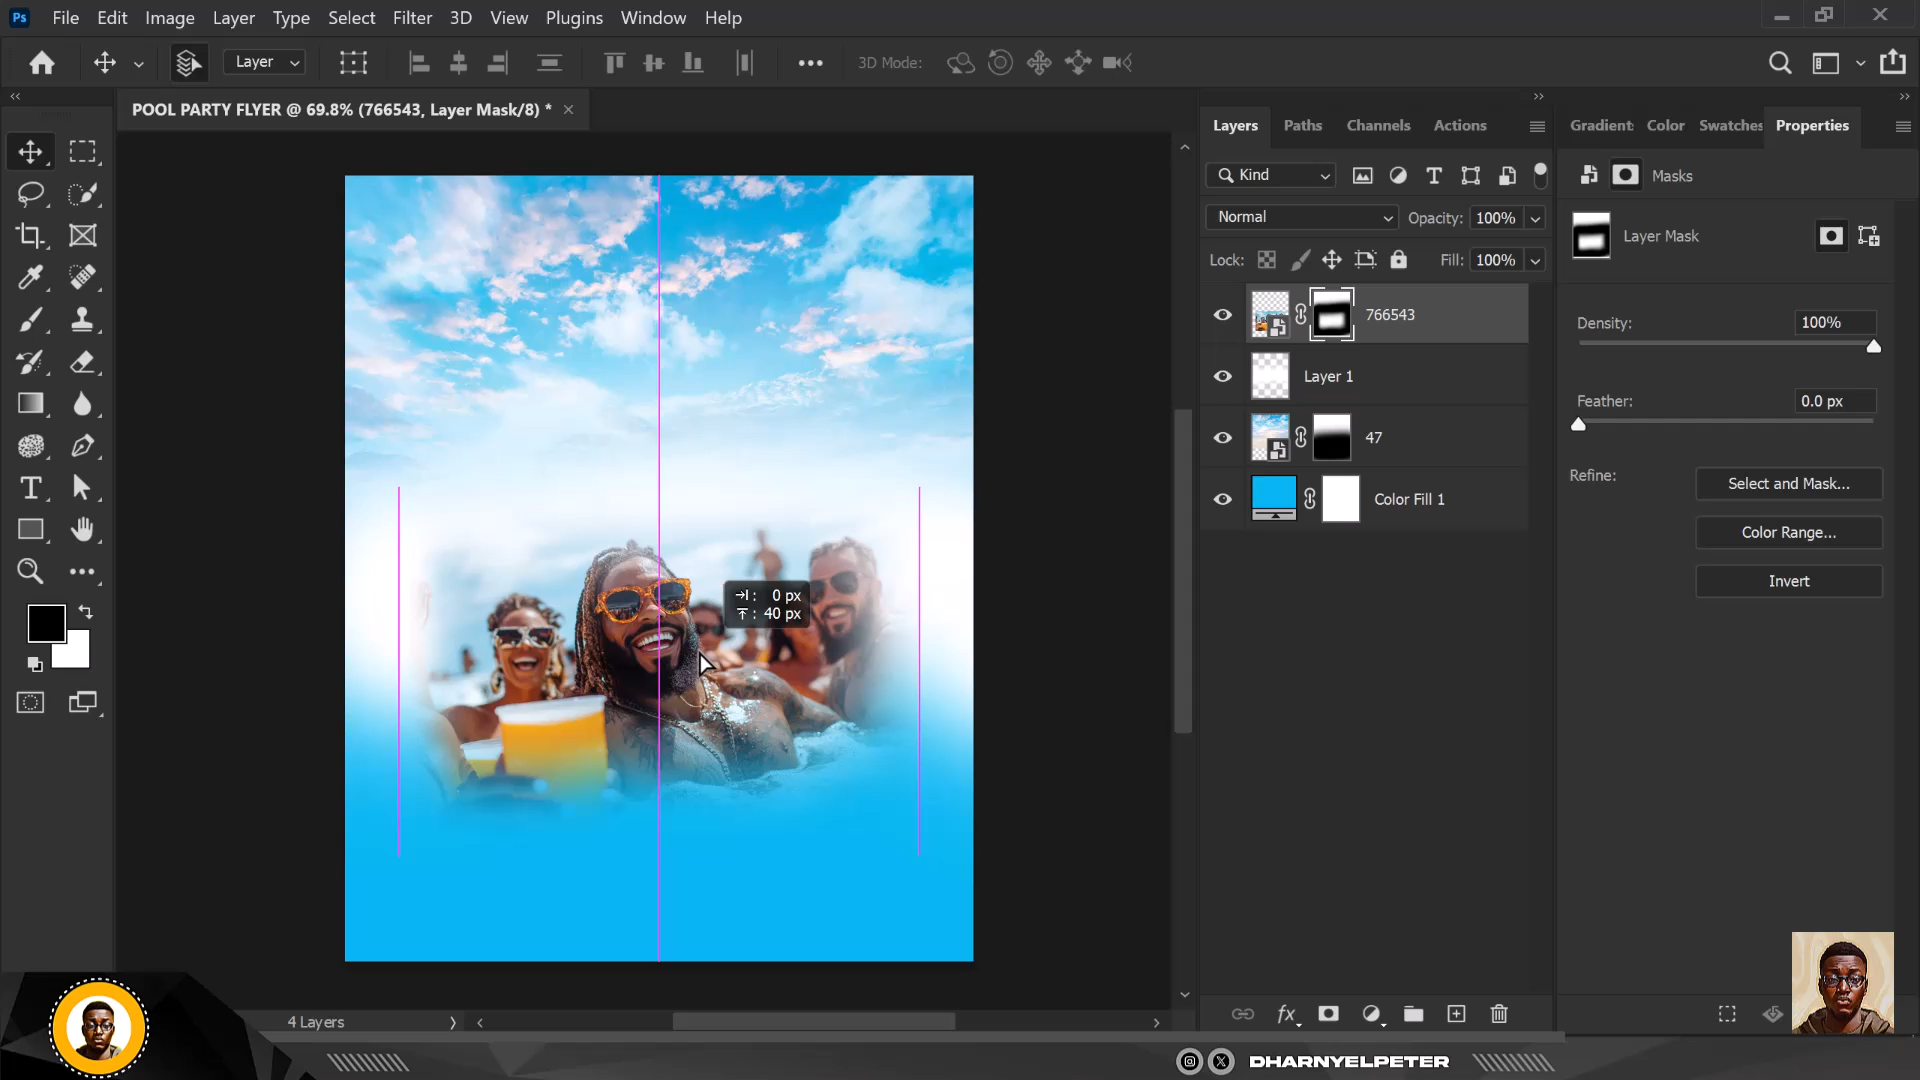 Ps File Edit Image Layer Type Select Filter 3D View Plugins Window Help
Layer 3D Mode:
POOL PARTY FLYER @ 69.8% (766543, Layer Mask/8) *
Layers Paths Channels Actions
Gradient Color Swatches Properties
Kind
Masks
Normal Opacity: 100%
Layer Mask
Lock: Fill: 100%
766543
Density: 100%
Layer 1
Feather: 0.0 px
47
Refine: Select and Mask...
Color Fill 1
Color Range...
Invert
0 px
40 px
4 Layers
DHARNYELPETER